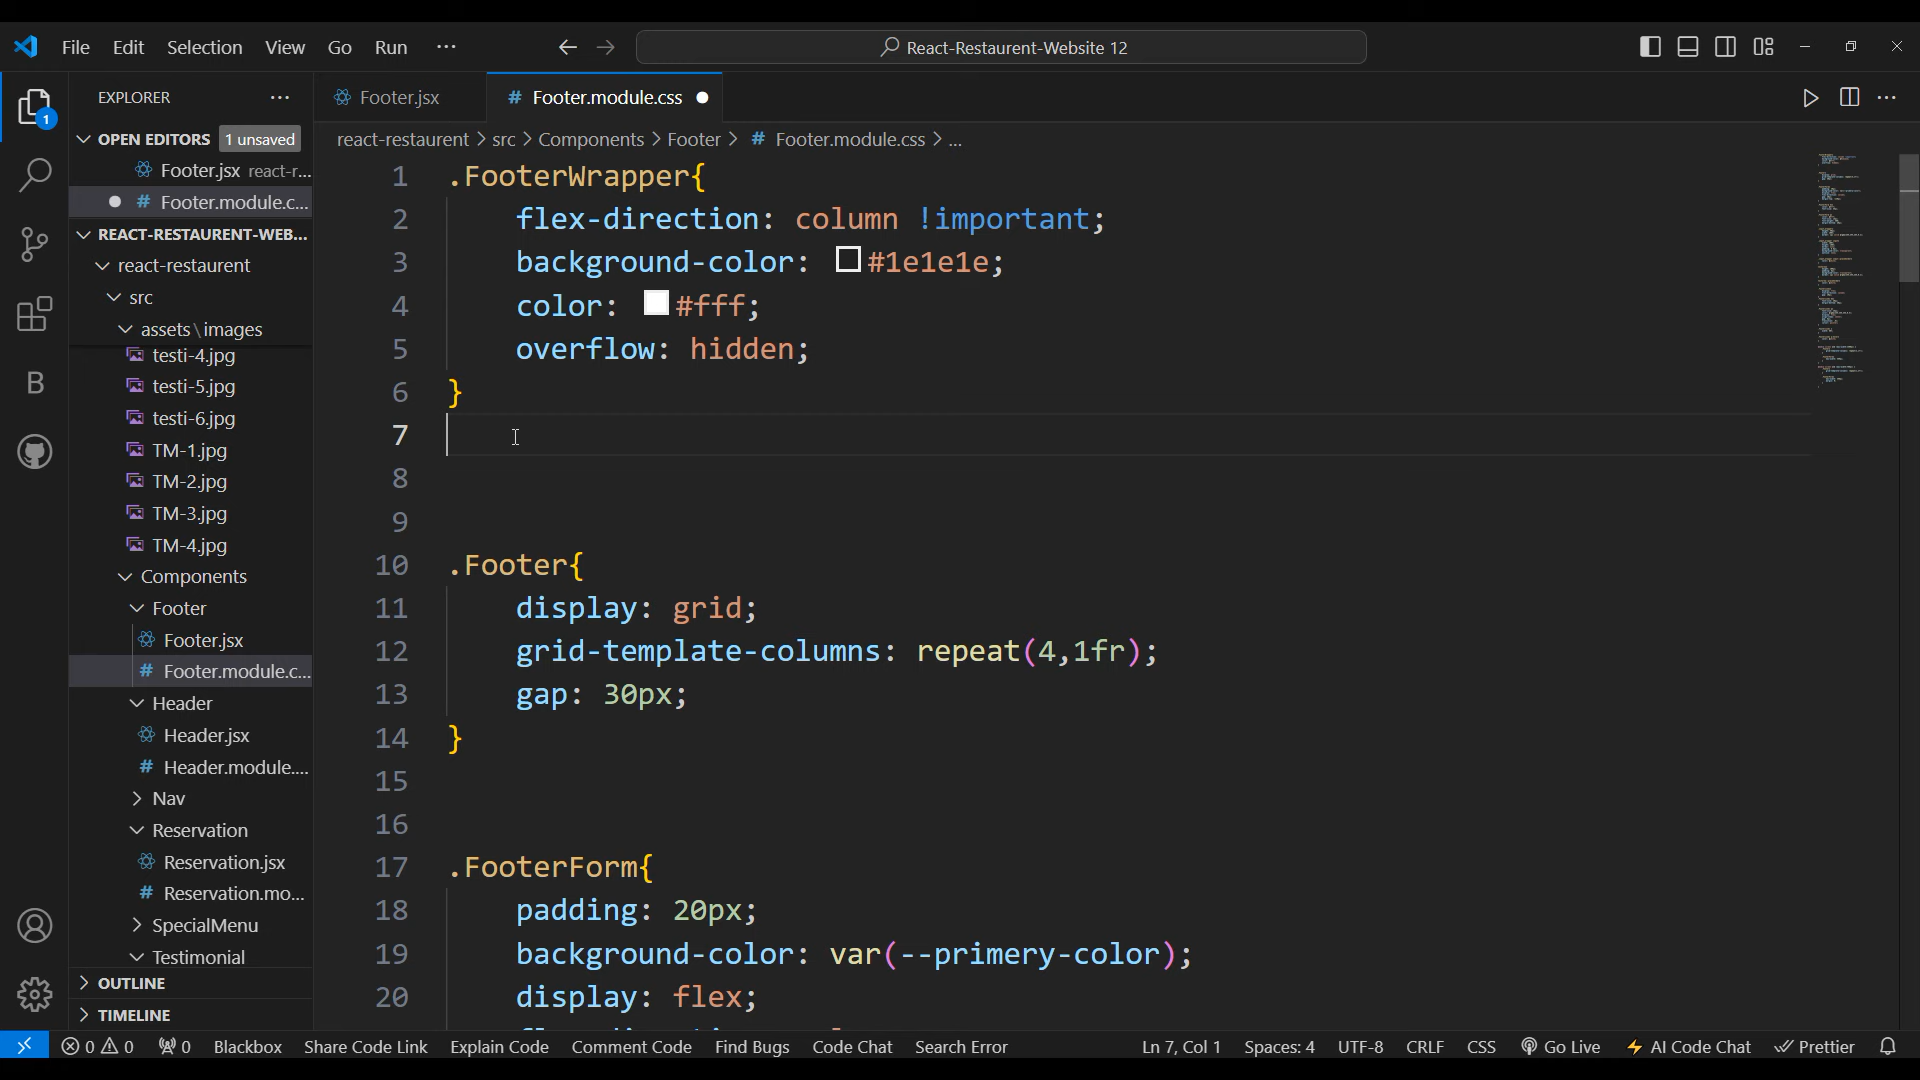 File Edit Selection View Go Run ··· React-Restaurent-Website 12
EXPLORER ···
OPEN EDITORS 1 unsaved
Footer.jsx react-r...
Footer.module.c...
REACT-RESTAURENT-WEB...
react-restaurent
src
assets\images
testi-4.jpg
testi-5.jpg
testi-6.jpg
TM-1.jpg
TM-2.jpg
TM-3.jpg
TM-4.jpg
Components
Footer
Footer.jsx
Footer.module.c...
Header
Header.jsx
Header.module....
Nav
Reservation
Reservation.jsx
Reservation.mo...
SpecialMenu
Testimonial
OUTLINE
TIMELINE
1
B
Footer.jsx Footer.module.css
react-restaurent > src > Components > Footer > # Footer.module.css > ...
1 .FooterWrapper{
2 flex-direction: column !important;
3 background-color: #1e1e1e;
4 color: #fff;
5 overflow: hidden;
6 }
7
8
9
10 .Footer{
11 display: grid;
12 grid-template-columns: repeat(4,1fr);
13 gap: 30px;
14 }
15
16
17 .FooterForm{
18 padding: 20px;
19 background-color: var(--primery-color);
20 display: flex;
0 0 0 Blackbox Share Code Link Explain Code Comment Code Find Bugs Code Chat Search Error Ln 7, Col 1 Spaces: 4 UTF-8 CRLF CSS Go Live AI Code Chat Prettier